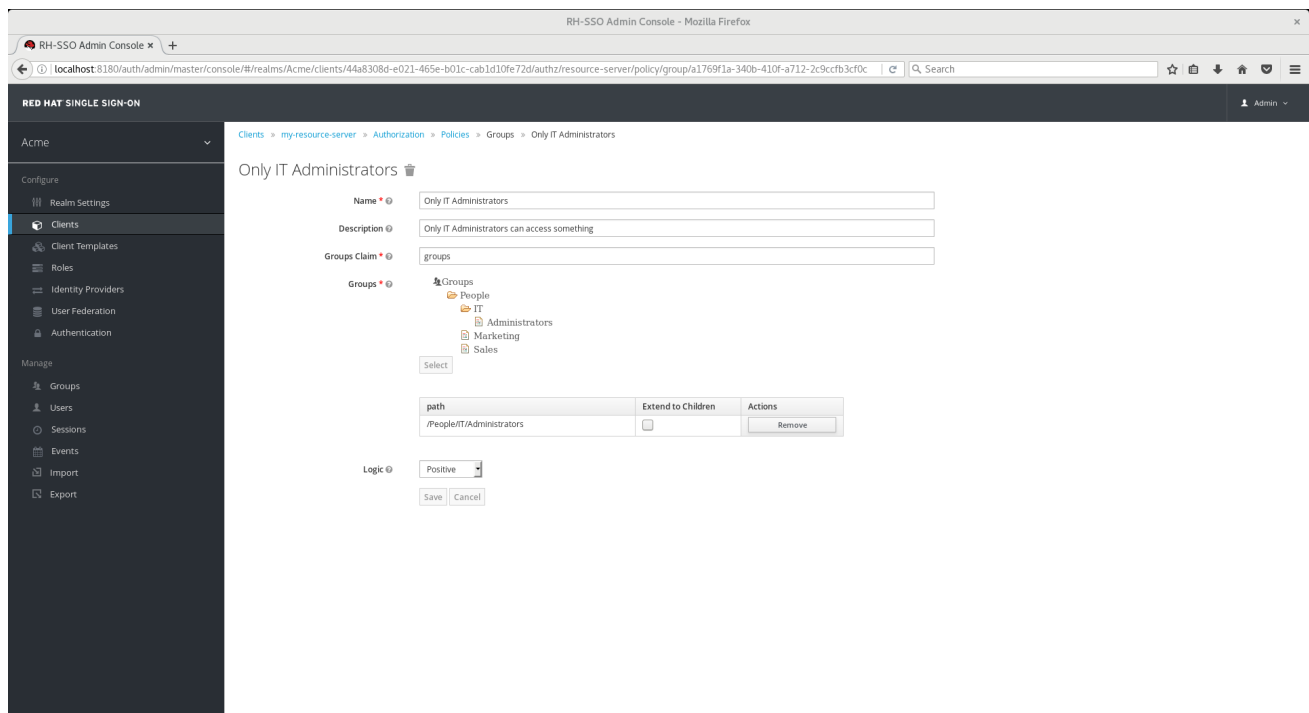 RH-SSO Admin Console - Mozilla Firefox
RH-SSO Admin Console
localhost:8180/auth/admin/master/console/#/realms/Acme/clients/44a8308d-e021-465e-b01c-cab1d10fe72d/authz/resource-server/policy/group/a1769f1a-340b-410f-a712-2c9ccfb3cf0c
Search
RED HAT SINGLE SIGN-ON
Admin
Acme
Clients » my-resource-server » Authorization » Policies » Groups » Only IT Administrators
Configure
Realm Settings
Clients
Client Templates
Roles
Identity Providers
User Federation
Authentication
Manage
Groups
Users
Sessions
Events
Import
Export
Only IT Administrators
Name * Only IT Administrators
Description Only IT Administrators can access something
Groups Claim * groups
Groups * Groups
People
IT
Administrators
Marketing
Sales
Select
path Extend to Children Actions
/People/IT/Administrators Remove
Logic Positive
Save Cancel